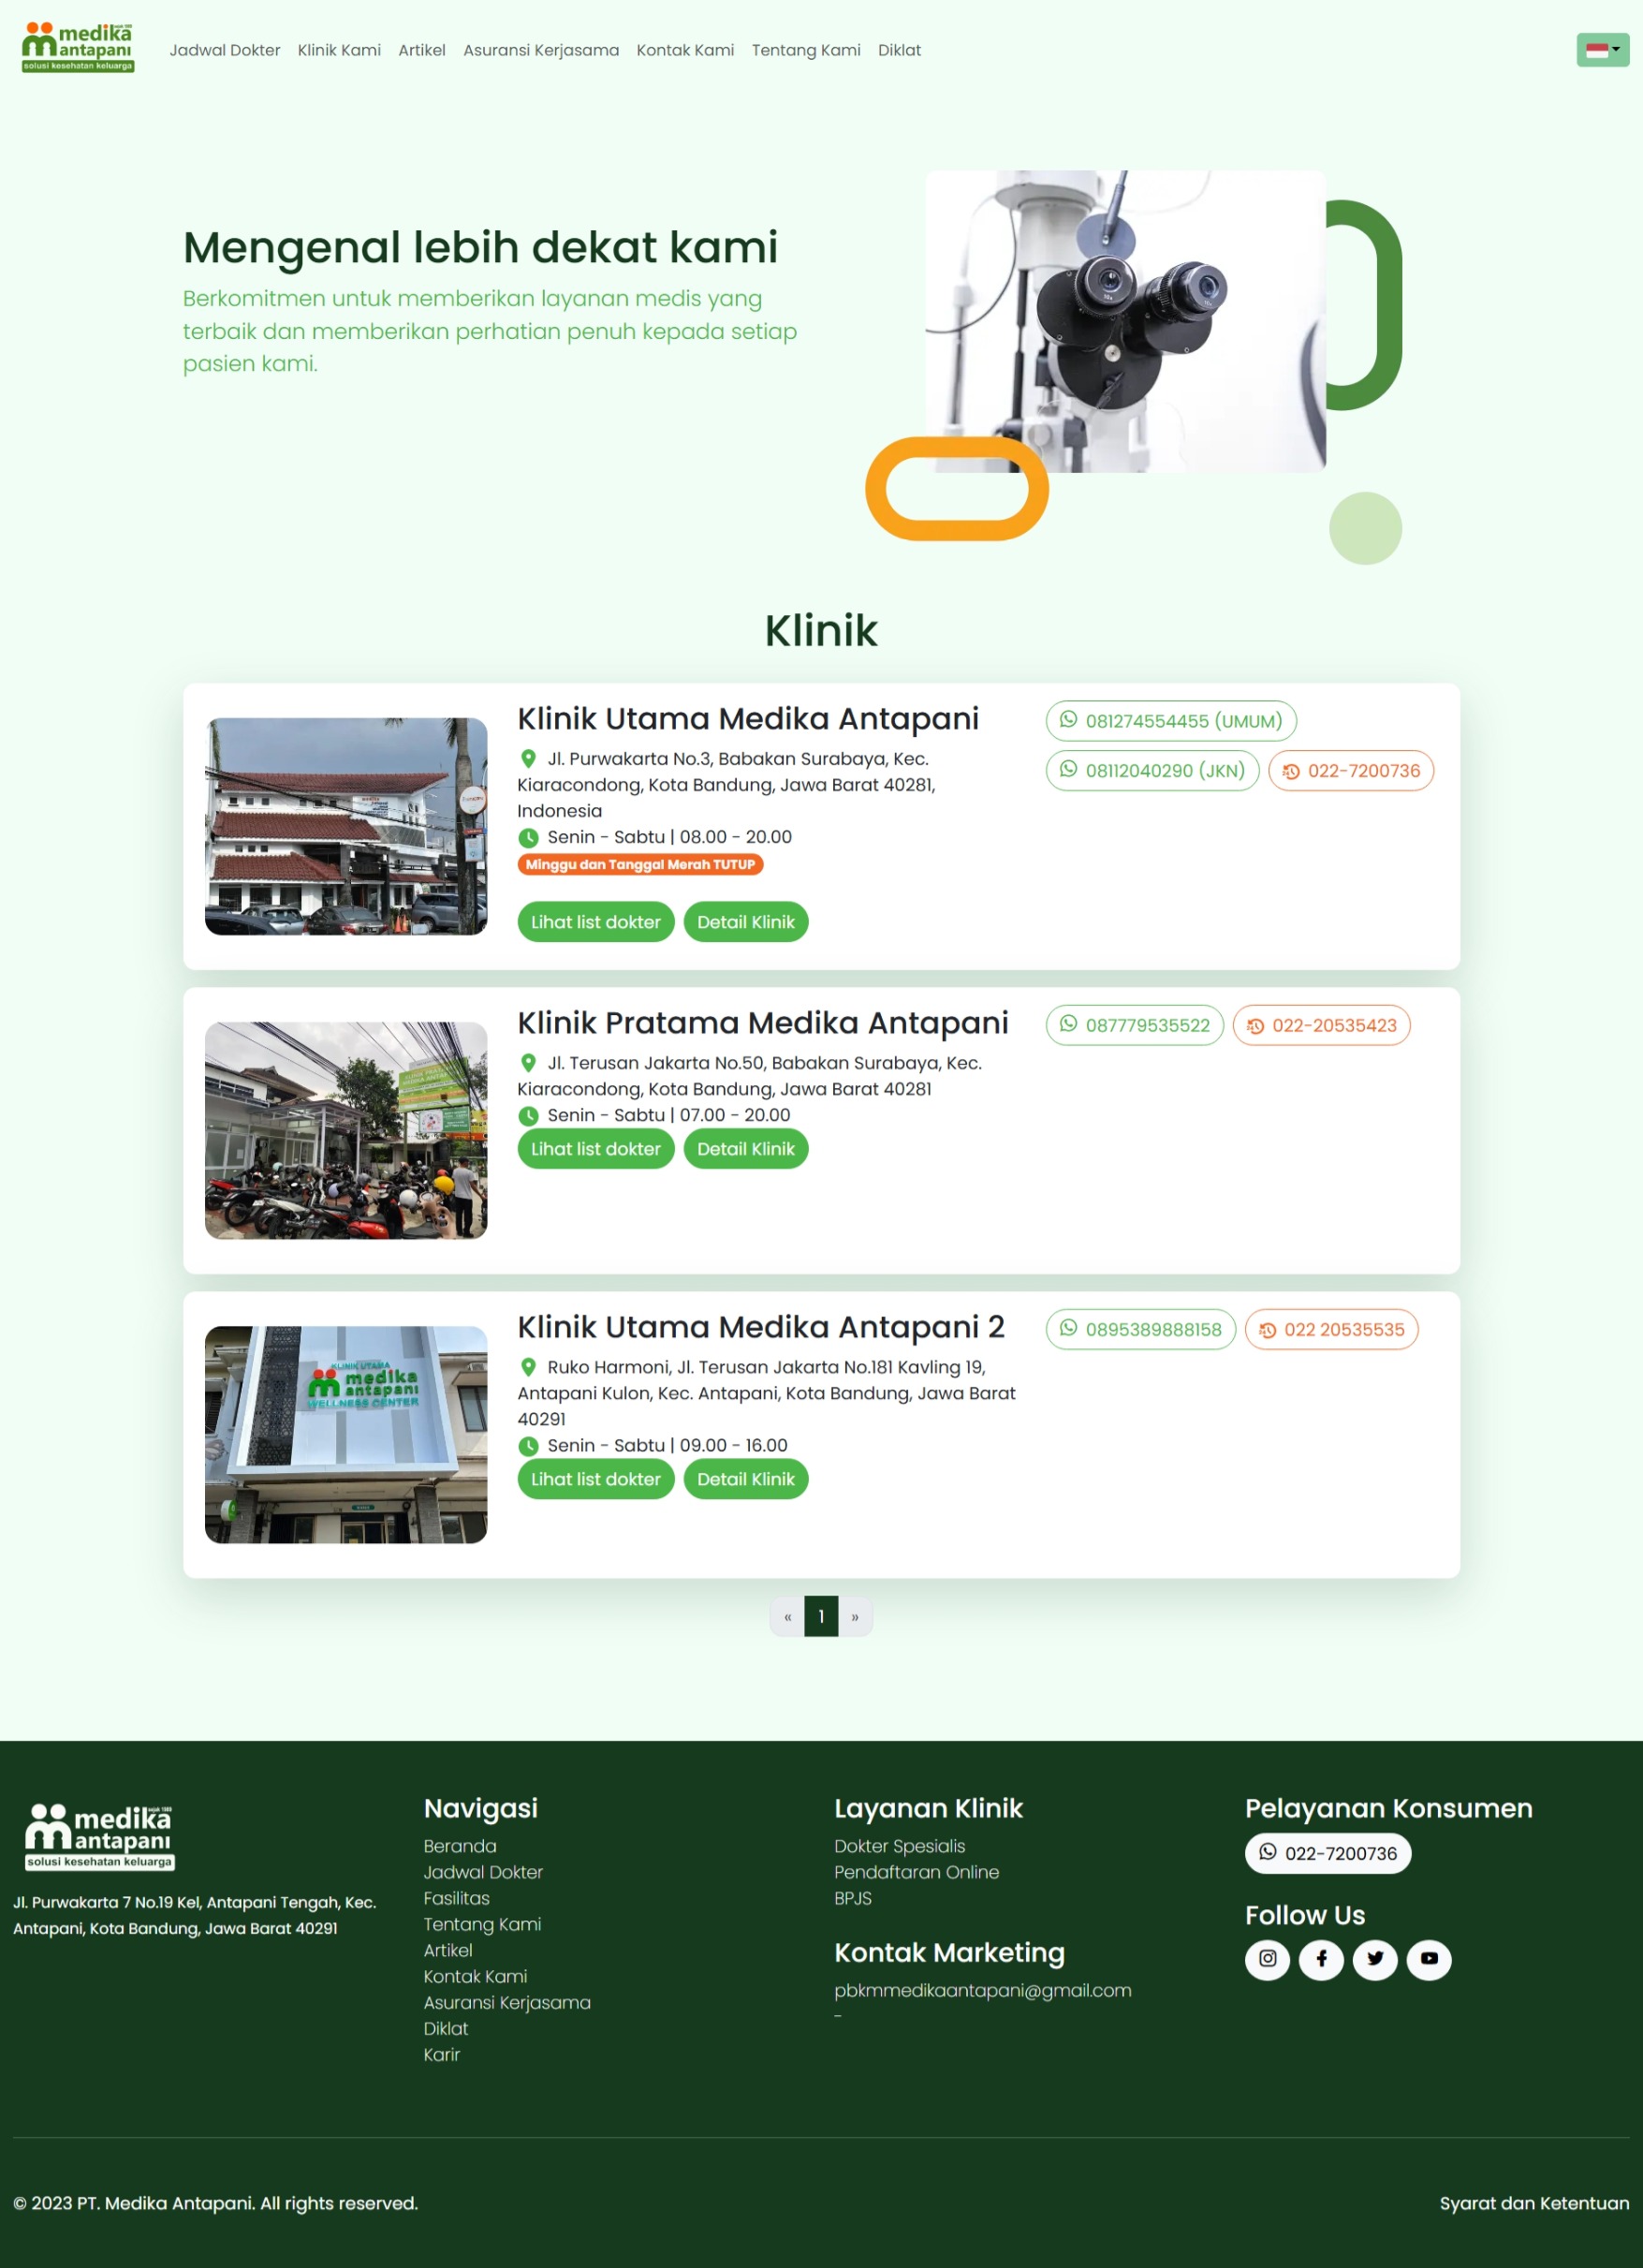 medika
antapani
solusi kesehatan keluarga
Jadwal Dokter Klinik Kami Artikel Asuransi Kerjasama Kontak Kami Tentang Kami Diklat
Mengenal lebih dekat kami
Berkomitmen untuk memberikan layanan medis yang
terbaik dan memberikan perhatian penuh kepada setiap
pasien kami.
Klinik
Klinik Utama Medika Antapani
Jl. Purwakarta No.3, Babakan Surabaya, Kec.
Kiaracondong, Kota Bandung, Jawa Barat 40281,
Indonesia
Senin - Sabtu | 08.00 - 20.00
Minggu dan Tanggal Merah TUTUP
Lihat list dokter Detail Klinik
081274554455 (UMUM)
08112040290 (JKN) 022-7200736
Klinik Pratama Medika Antapani
Jl. Terusan Jakarta No.50, Babakan Surabaya, Kec.
Kiaracondong, Kota Bandung, Jawa Barat 40281
Senin - Sabtu | 07.00 - 20.00
Lihat list dokter Detail Klinik
087779535522 022-20535423
KLINIK UTAMA
medika
antapani
WELLNESS CENTER
Klinik Utama Medika Antapani 2
Ruko Harmoni, Jl. Terusan Jakarta No.181 Kavling 19,
Antapani Kulon, Kec. Antapani, Kota Bandung, Jawa Barat
40291
Senin - Sabtu | 09.00 - 16.00
Lihat list dokter Detail Klinik
0895389888158 022 20535535
« 1 »
medika
antapani
solusi kesehatan keluarga
Jl. Purwakarta 7 No.19 Kel, Antapani Tengah, Kec.
Antapani, Kota Bandung, Jawa Barat 40291
Navigasi
Beranda
Jadwal Dokter
Fasilitas
Tentang Kami
Artikel
Kontak Kami
Asuransi Kerjasama
Diklat
Karir
Layanan Klinik
Dokter Spesialis
Pendaftaran Online
BPJS
Kontak Marketing
pbkmmedikaantapani@gmail.com
-
Pelayanan Konsumen
022-7200736
Follow Us
© 2023 PT. Medika Antapani. All rights reserved.
Syarat dan Ketentuan